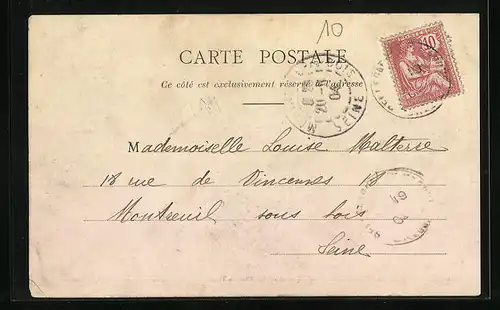 10
CARTE POSTALE
Ce côté est exclusivement réservé à l'adresse
10
Mademoiselle Louise Malterre
18 rue de Vincennes 18
Montreuil sous bois
Seine